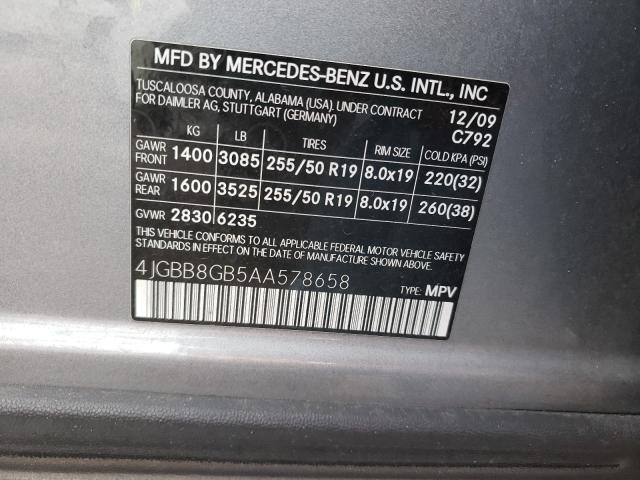 MFD BY MERCEDES-BENZ U.S. INTL., INC
TUSCALOOSA COUNTY, ALABAMA (USA). UNDER CONTRACT 12/09
FOR DAIMLER AG, STUTTGART (GERMANY) C792
KG LB TIRES RIM SIZE COLD KPA (PSI)
GAWR FRONT 1400 3085 255/50 R19 8.0x19 220(32)
GAWR REAR 1600 3525 255/50 R19 8.0x19 260(38)
GVWR 2830 6235
THIS VEHICLE CONFORMS TO ALL APPLICABLE FEDERAL MOTOR VEHICLE SAFETY
STANDARDS IN EFFECT ON THE DATE OF MANUFACTURE SHOWN ABOVE.
4JGBB8GB5AA578658
TYPE: MPV